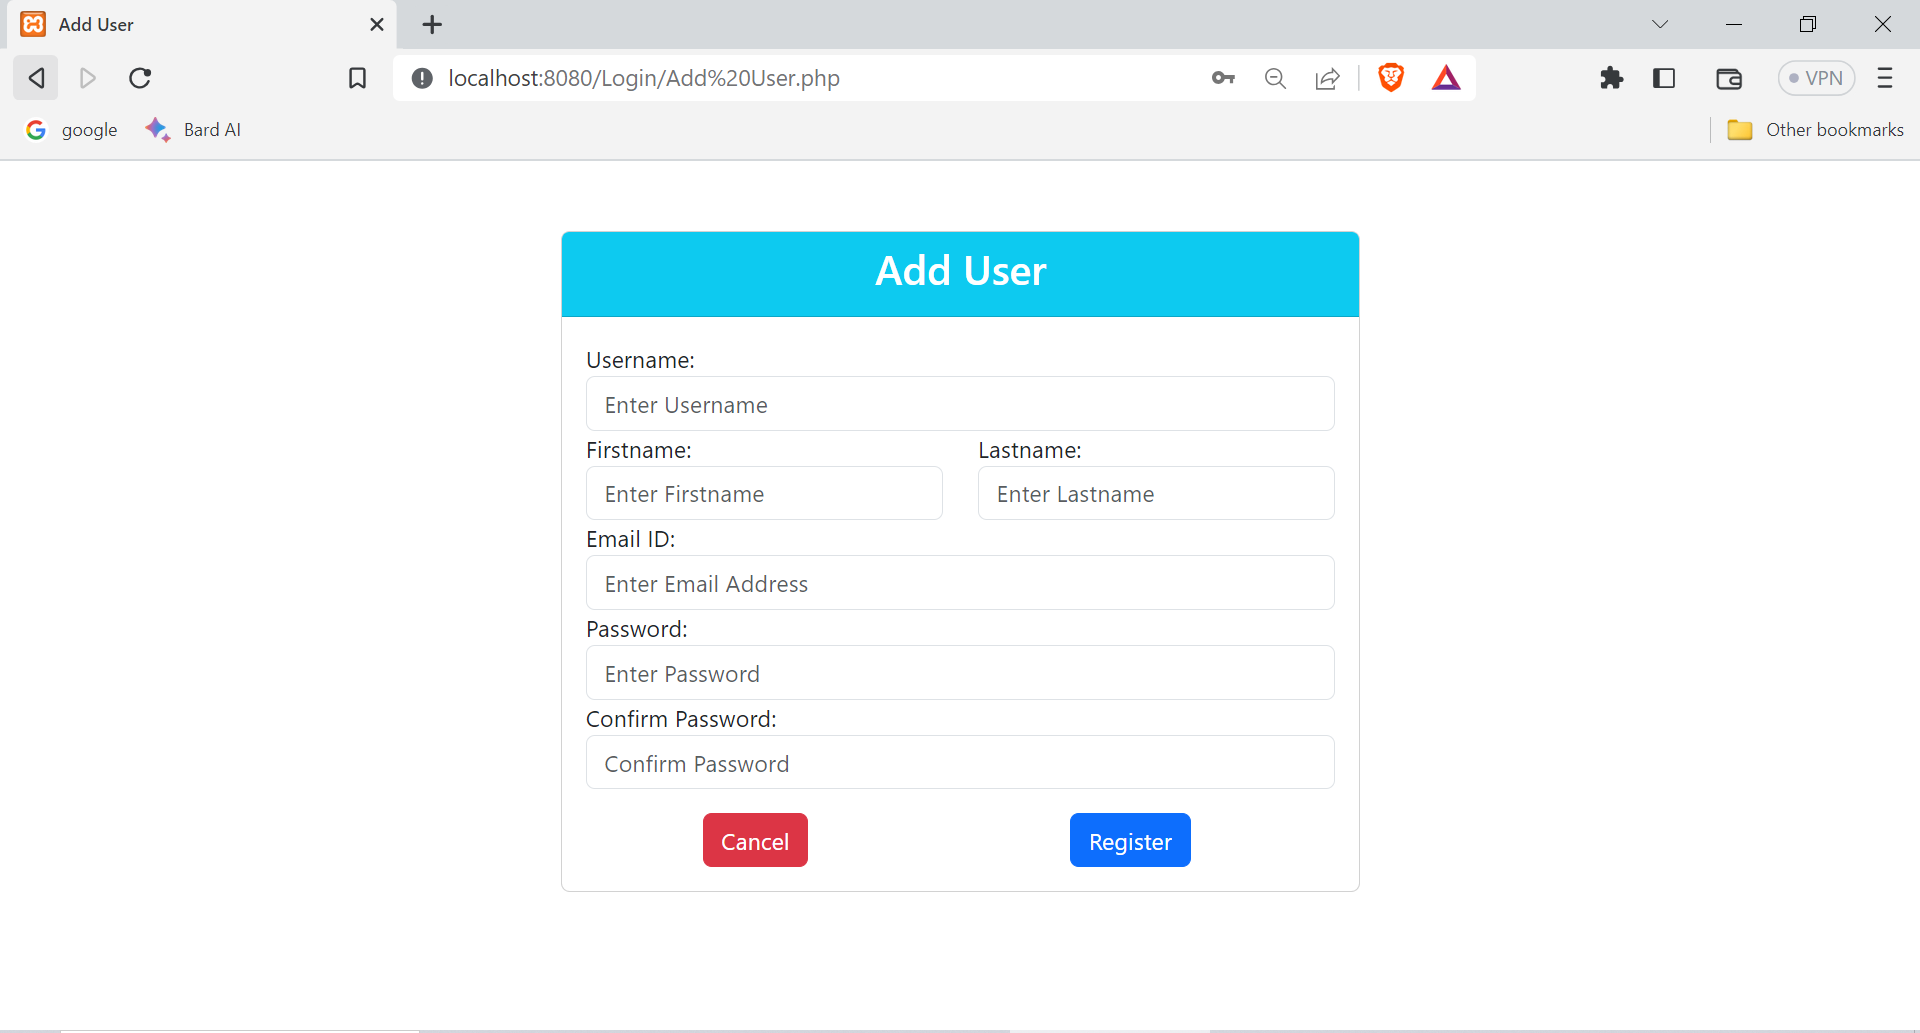 Add User
localhost:8080/Login/Add%20User.php
VPN
google
Bard AI
Other bookmarks
Add User
Username:
Enter Username
Firstname:
Lastname:
Enter Firstname
Enter Lastname
Email ID:
Enter Email Address
Password:
Enter Password
Confirm Password:
Confirm Password
Cancel
Register